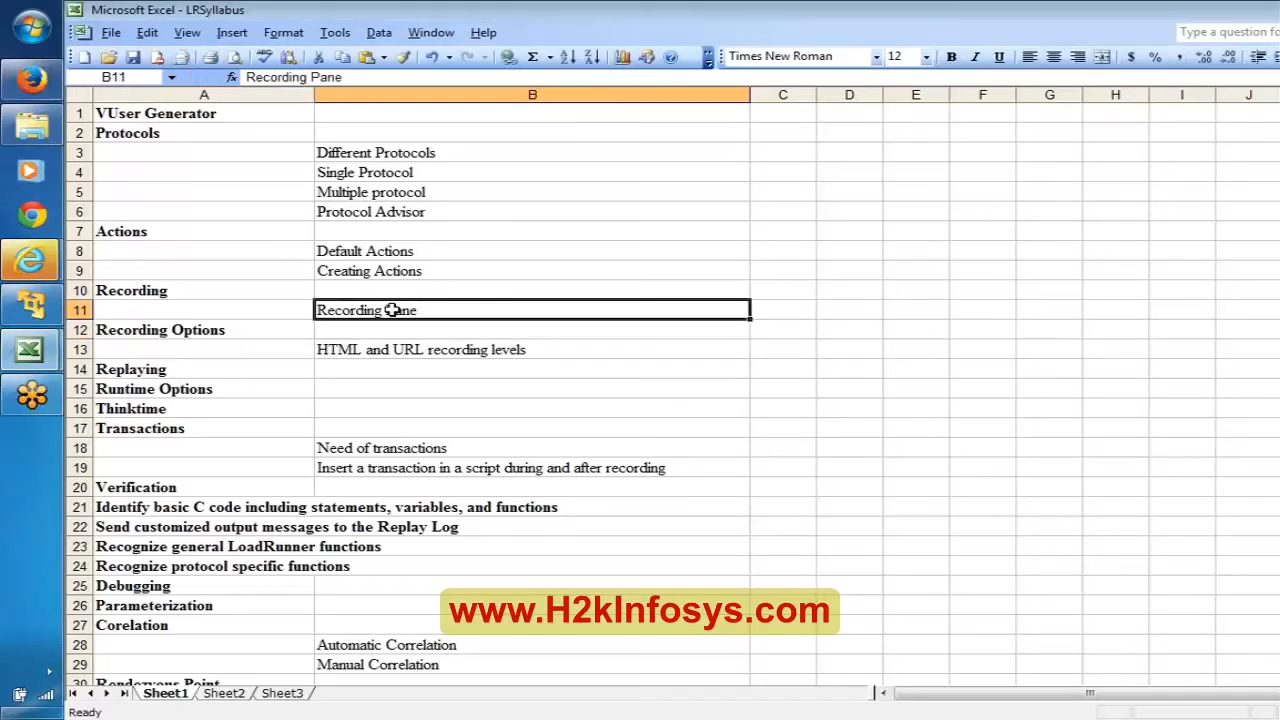 Microsoft Excel - LRSyllabus
File Edit View Insert Format Tools Data Window Help
Type a question fo
Times New Roman 12 B I U $ %
B11 fx Recording Pane
A B C D E F G H I J
1 VUser Generator
2 Protocols
3 Different Protocols
4 Single Protocol
5 Multiple protocol
6 Protocol Advisor
7 Actions
8 Default Actions
9 Creating Actions
10 Recording
11 Recording Pane
12 Recording Options
13 HTML and URL recording levels
14 Replaying
15 Runtime Options
16 Thinktime
17 Transactions
18 Need of transactions
19 Insert a transaction in a script during and after recording
20 Verification
21 Identify basic C code including statements, variables, and functions
22 Send customized output messages to the Replay Log
23 Recognize general LoadRunner functions
24 Recognize protocol specific functions
25 Debugging
26 Parameterization
27 Corelation
28 Automatic Correlation
29 Manual Correlation
30 Rendezvous Point
www.H2kInfosys.com
Sheet1 Sheet2 Sheet3
Ready